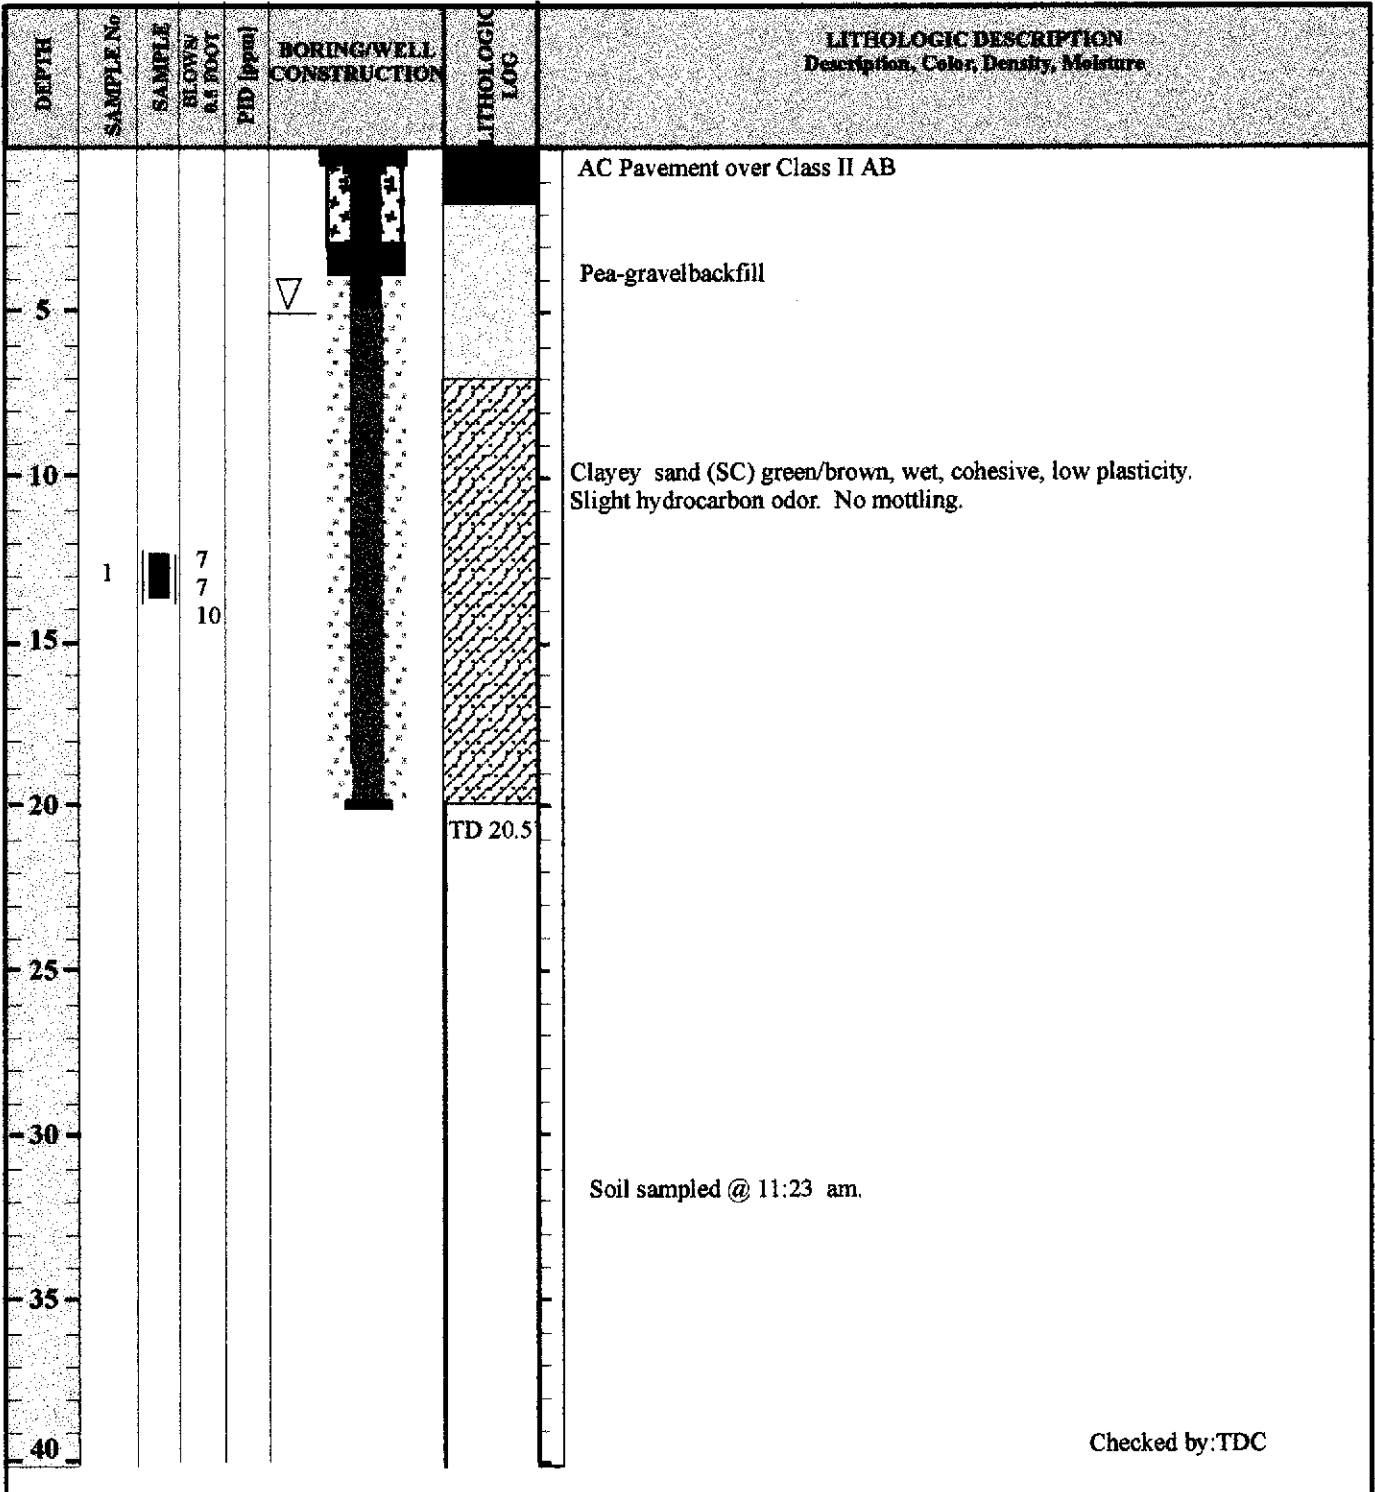 DEPTH
SAMPLE No
SAMPLE
BLOWS/
0.5 FOOT
PID [ppm]
BORING/WELL
CONSTRUCTION
LITHOLOGIC
LOG
LITHOLOGIC DESCRIPTION
Description, Color, Density, Moisture
AC Pavement over Class II AB
Pea-gravelbackfill
5
10
Clayey sand (SC) green/brown, wet, cohesive, low plasticity.
Slight hydrocarbon odor. No mottling.
1
7
7
10
15
20
TD 20.5'
25
30
Soil sampled @ 11:23 am.
35
40
Checked by:TDC